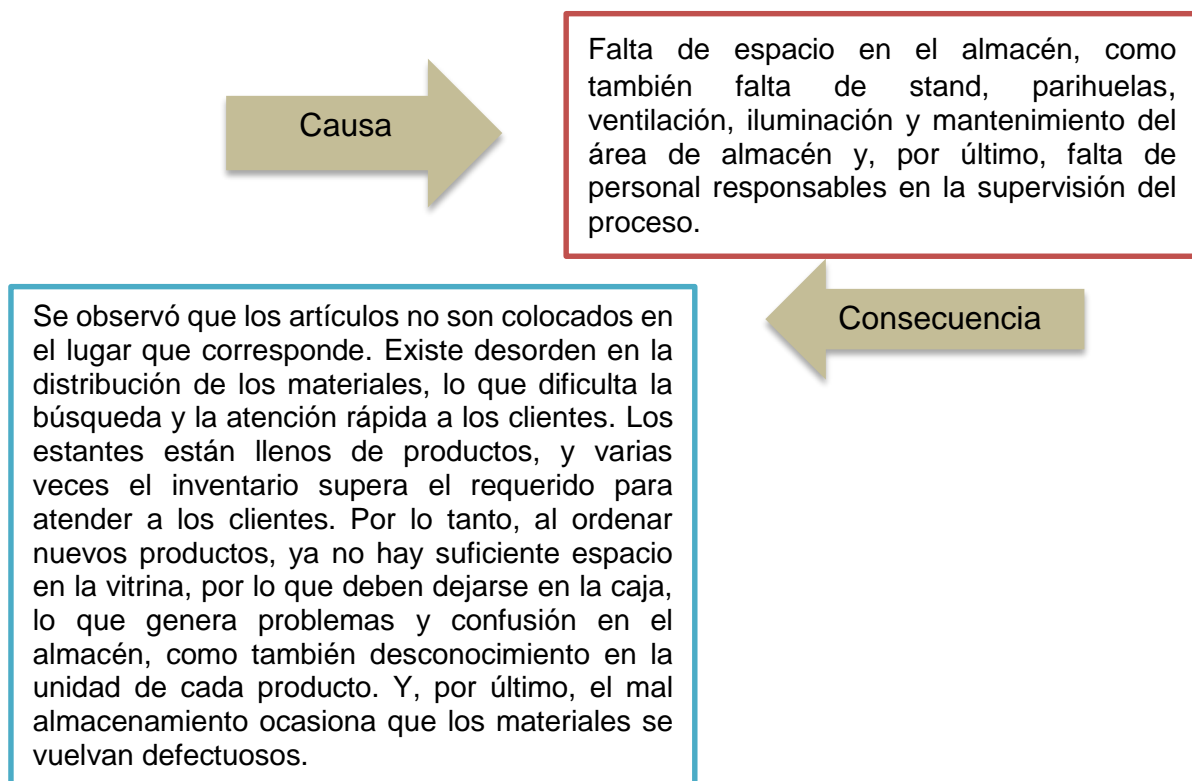 Causa
Falta de espacio en el almacén, como
también falta de stand, parihuelas,
ventilación, iluminación y mantenimiento del
área de almacén y, por último, falta de
personal responsables en la supervisión del
proceso.
Consecuencia
Se observó que los artículos no son colocados en
el lugar que corresponde. Existe desorden en la
distribución de los materiales, lo que dificulta la
búsqueda y la atención rápida a los clientes. Los
estantes están llenos de productos, y varias
veces el inventario supera el requerido para
atender a los clientes. Por lo tanto, al ordenar
nuevos productos, ya no hay suficiente espacio
en la vitrina, por lo que deben dejarse en la caja,
lo que genera problemas y confusión en el
almacén, como también desconocimiento en la
unidad de cada producto. Y, por último, el mal
almacenamiento ocasiona que los materiales se
vuelvan defectuosos.